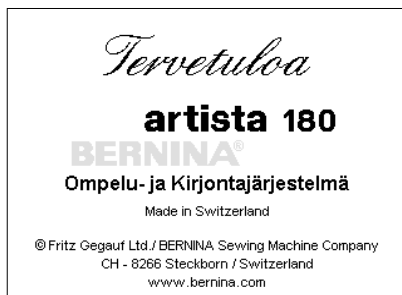 Tervetuloa
artista 180
BERNINA®
Ompelu- ja Kirjontajärjestelmä
Made in Switzerland
© Fritz Gegauf Ltd./ BERNINA Sewing Machine Company
CH - 8266 Steckborn / Switzerland
www.bernina.com